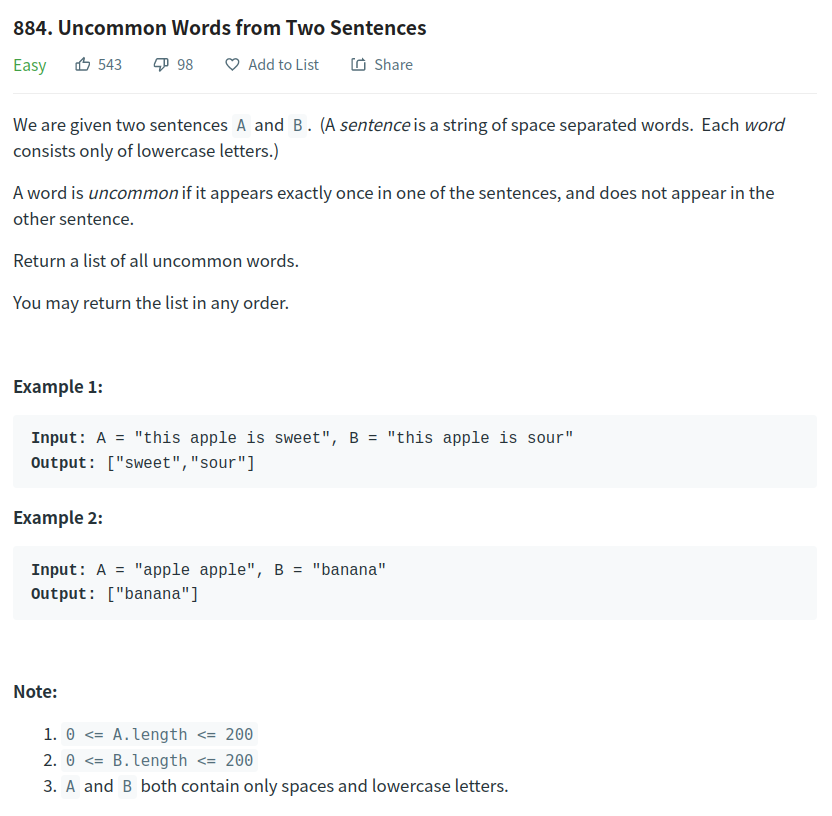 884. Uncommon Words from Two Sentences
Easy 543 98 Add to List Share
We are given two sentences A and B. (A sentence is a string of space separated words. Each word
consists only of lowercase letters.)
A word is uncommon if it appears exactly once in one of the sentences, and does not appear in the
other sentence.
Return a list of all uncommon words.
You may return the list in any order.
Example 1:
Input: A = "this apple is sweet", B = "this apple is sour"
Output: ["sweet","sour"]
Example 2:
Input: A = "apple apple", B = "banana"
Output: ["banana"]
Note:
1. 0 <= A.length <= 200
2. 0 <= B.length <= 200
3. A and B both contain only spaces and lowercase letters.